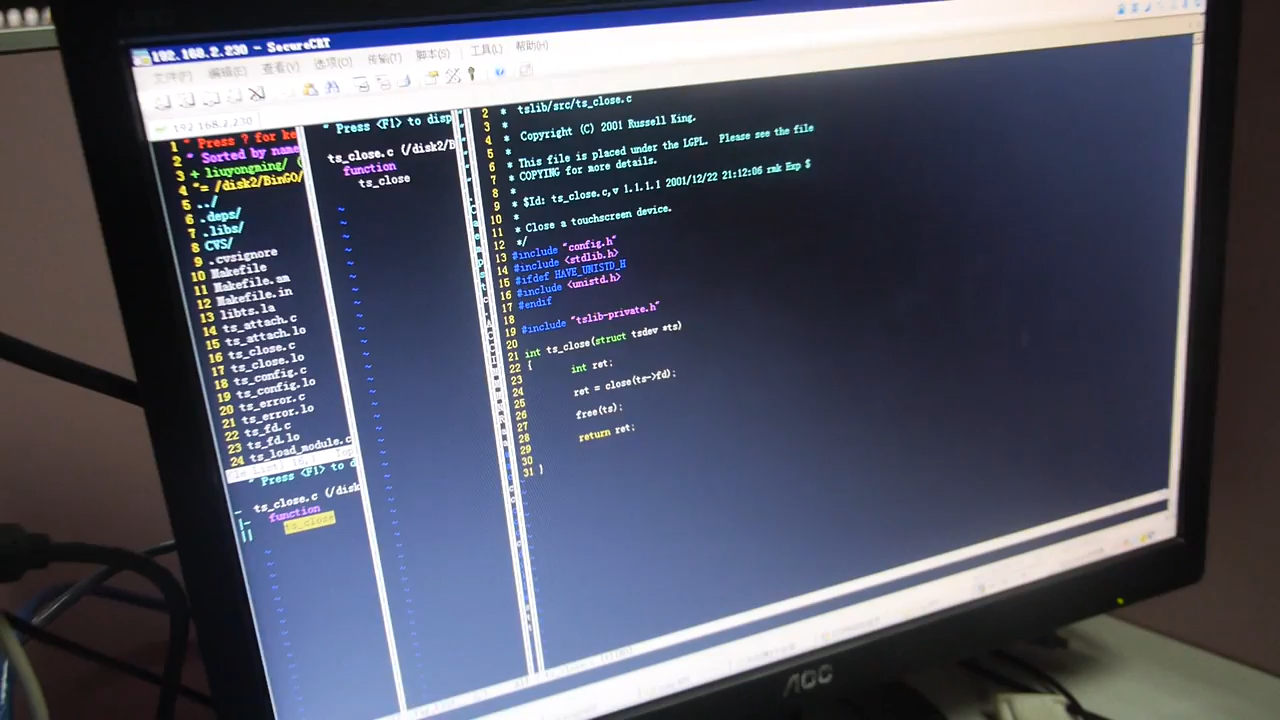 192.168.2.230 - SecureCRT
文件(F) 编辑(E) 查看(V) 选项(O) 传输(T) 脚本(S) 工具(L) 帮助(H)
192.168.2.230
1 " Press ? for ke
2 " Sorted by name
3 + liuyongming/ (
4 "= /disk2/BinGO/
5 ../
6 .deps/
7 .libs/
8 CVS/
9 .cvsignore
10 Makefile
11 Makefile.am
12 Makefile.in
13 libts.la
14 ts_attach.c
15 ts_attach.lo
16 ts_close.c
17 ts_close.lo
18 ts_config.c
19 ts_config.lo
20 ts_error.c
21 ts_error.lo
22 ts_fd.c
23 ts_fd.lo
24 ts_load_module.c
" Press <F1> to d
- ts_close.c (/disk
|- function
|| ts_close
" Press <F1> to disp
ts_close.c (/disk2/B
function
ts_close
2 * tslib/src/ts_close.c
3 *
4 * Copyright (C) 2001 Russell King.
5 *
6 * This file is placed under the LGPL. Please see the file
7 * COPYING for more details.
8 *
9 * $Id: ts_close.c,v 1.1.1.1 2001/12/22 21:12:06 rmk Exp $
10 *
11 * Close a touchscreen device.
12 */
13 #include "config.h"
14 #include <stdlib.h>
15 #ifdef HAVE_UNISTD_H
16 #include <unistd.h>
17 #endif
18
19 #include "tslib-private.h"
20
21 int ts_close(struct tsdev *ts)
22 {
23 int ret;
24
25 ret = close(ts->fd);
26
27 free(ts);
28
29 return ret;
30
31 }
AOC